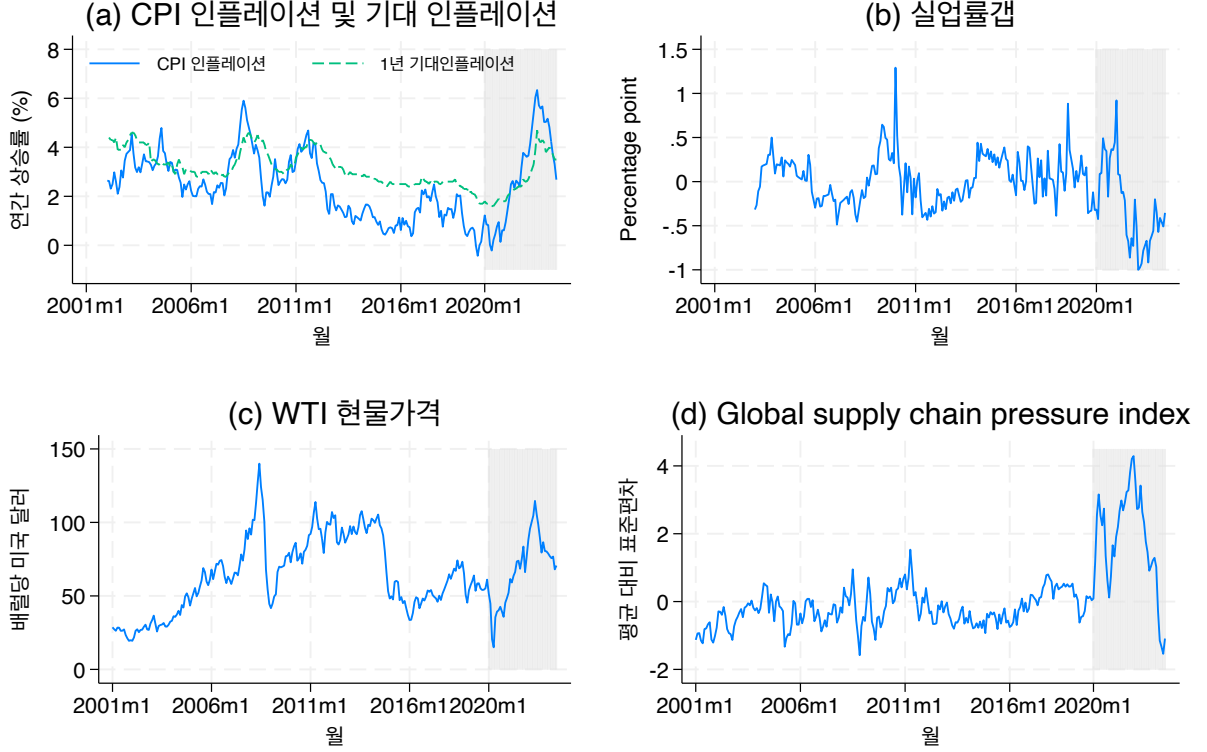 (a) CPI 인플레이션 및 기대 인플레이션
CPI 인플레이션
1년 기대인플레이션
연간 상승률 (%)
8
6
4
2
0
2001m1 2006m1 2011m1 2016m1 2020m1
월
(b) 실업률갭
Percentage point
1.5
1
.5
0
-.5
-1
2001m1 2006m1 2011m1 2016m1 2020m1
월
(c) WTI 현물가격
배럴당 미국 달러
150
100
50
0
2001m1 2006m1 2011m1 2016m12020m1
월
(d) Global supply chain pressure index
평균 대비 표준편차
4
2
0
-2
2001m1 2006m1 2011m1 2016m1 2020m1
월